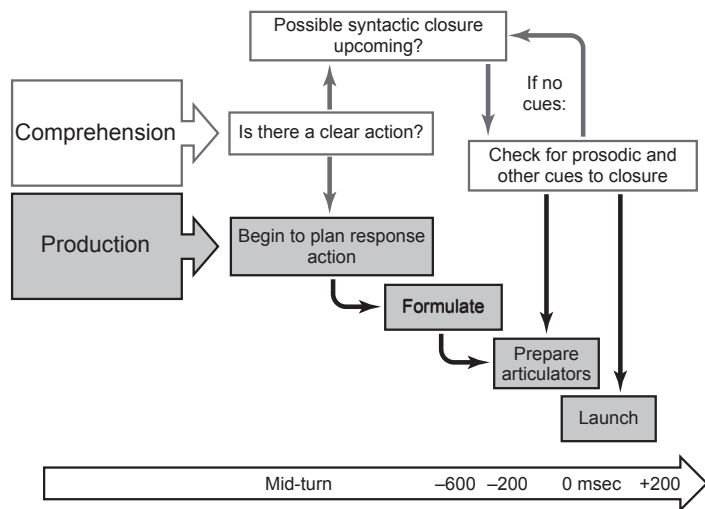 Possible syntactic closure
upcoming?
If no
cues:
Comprehension
Is there a clear action?
Check for prosodic and
other cues to closure
Production
Begin to plan response
action
Formulate
Prepare
articulators
Launch
Mid-turn –600 –200 0 msec +200